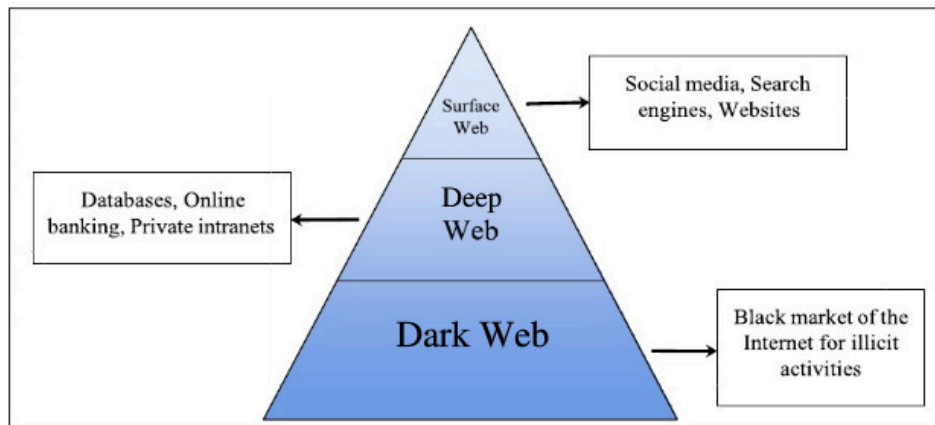 Surface
Web
Social media, Search
engines, Websites
Deep
Web
Databases, Online
banking, Private intranets
Dark Web
Black market of the
Internet for illicit
activities